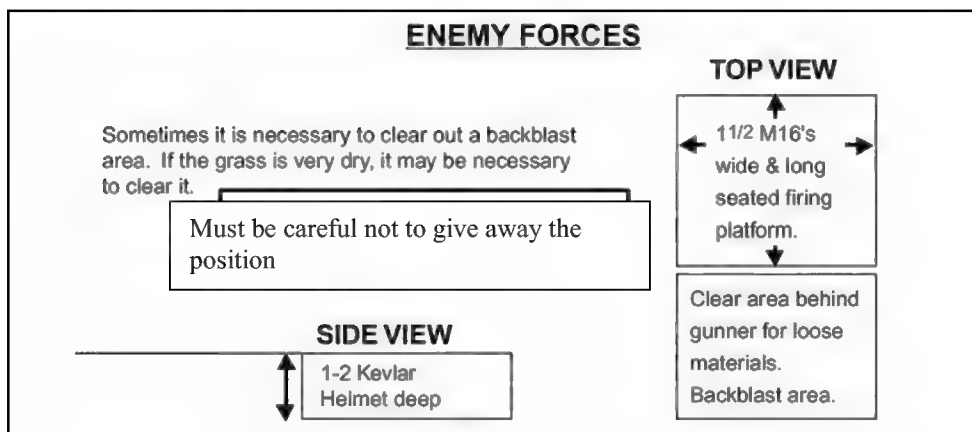 ENEMY FORCES
TOP VIEW
Sometimes it is necessary to clear out a backblast
area. If the grass is very dry, it may be necessary
to clear it.
Must be careful not to give away the
position
11/2 M16's
wide & long
seated firing
platform.
Clear area behind
gunner for loose
materials.
Backblast area.
SIDE VIEW
1-2 Kevlar
Helmet deep